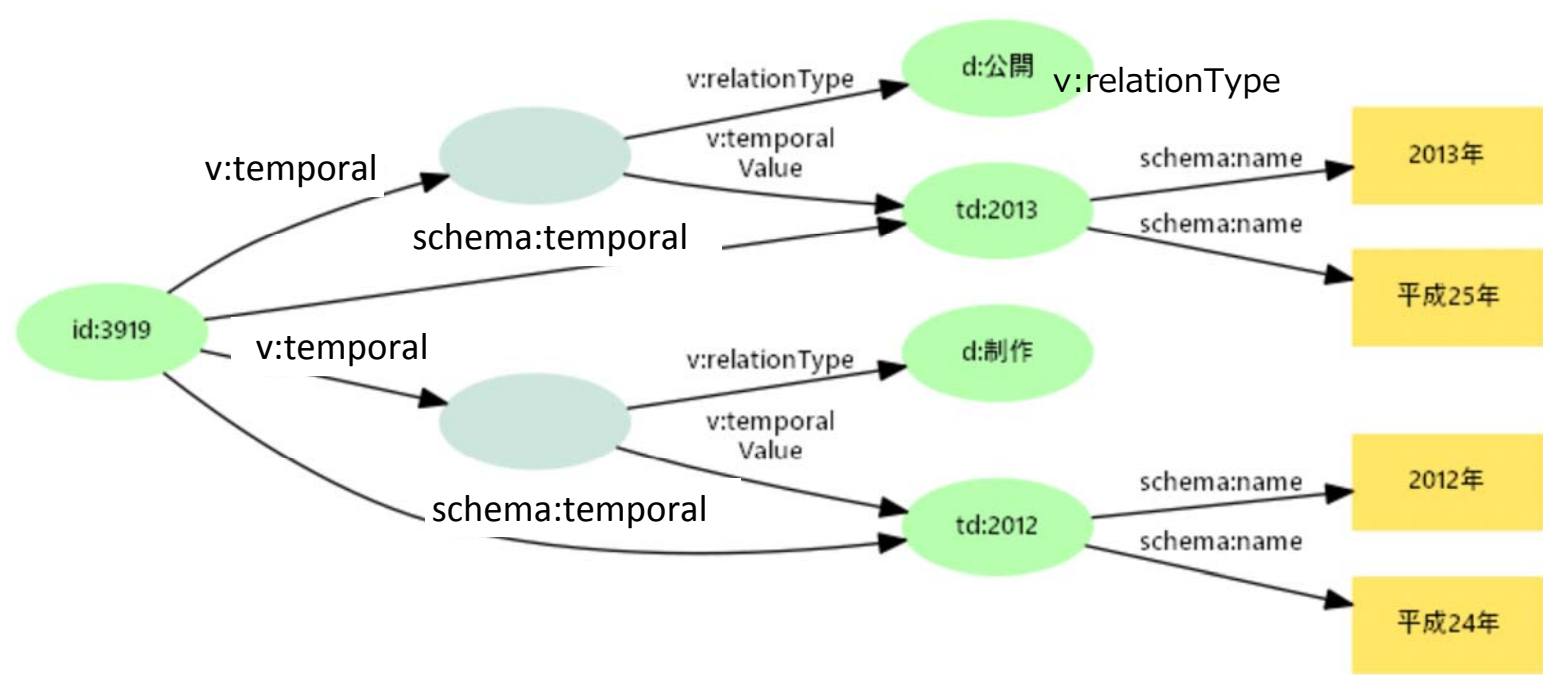 d:公開
v:relationType
v:relationType
v:temporal
Value
schema:name
2013年
v:temporal
td:2013
schema:name
schema:temporal
平成25年
id:3919
v:temporal
v:relationType
d:制作
v:temporal
Value
schema:name
2012年
schema:temporal
td:2012
schema:name
平成24年